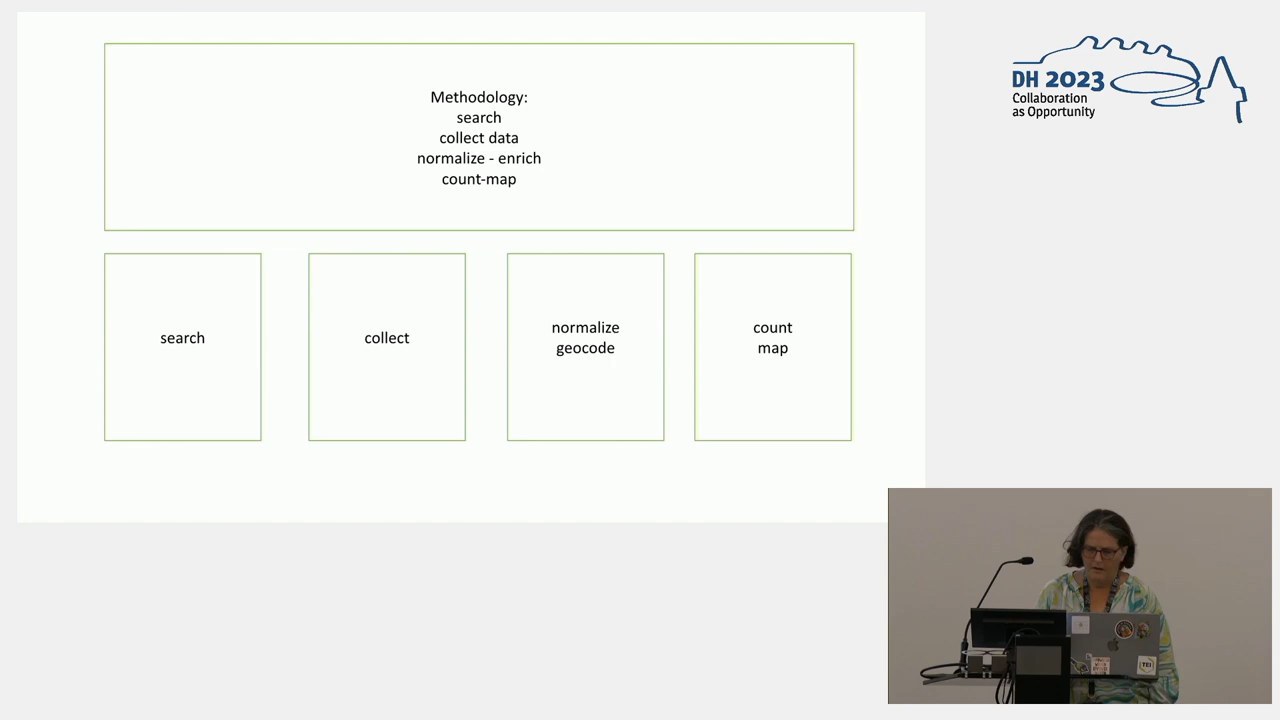 Methodology:
search
collect data
normalize - enrich
count-map
search
collect
normalize
geocode
count
map
DH 2023
Collaboration
as Opportunity
TEI